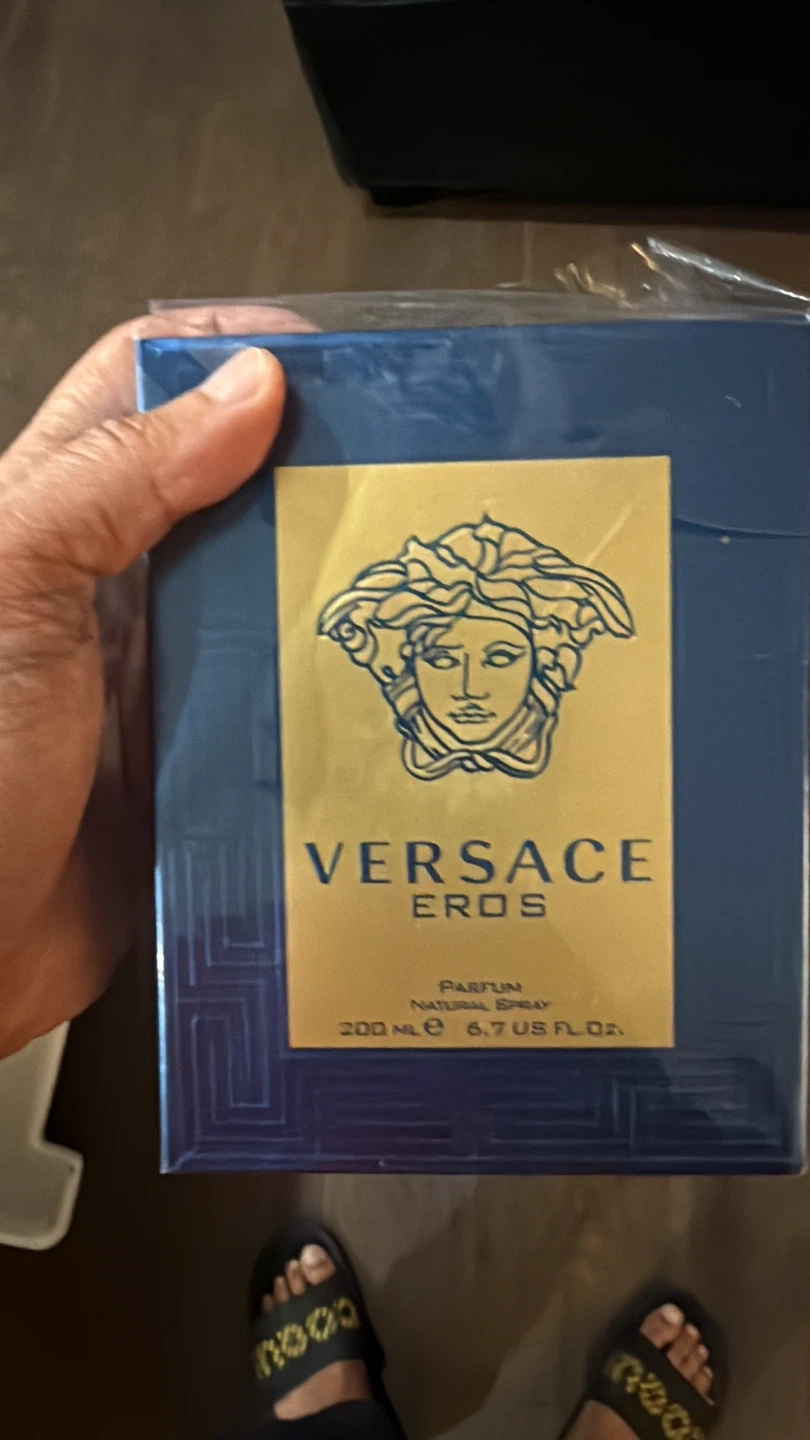 VERSACE
EROS
PARFUM
NATURAL SPRAY
200 ML ℮ 6.7 US FL.OZ.